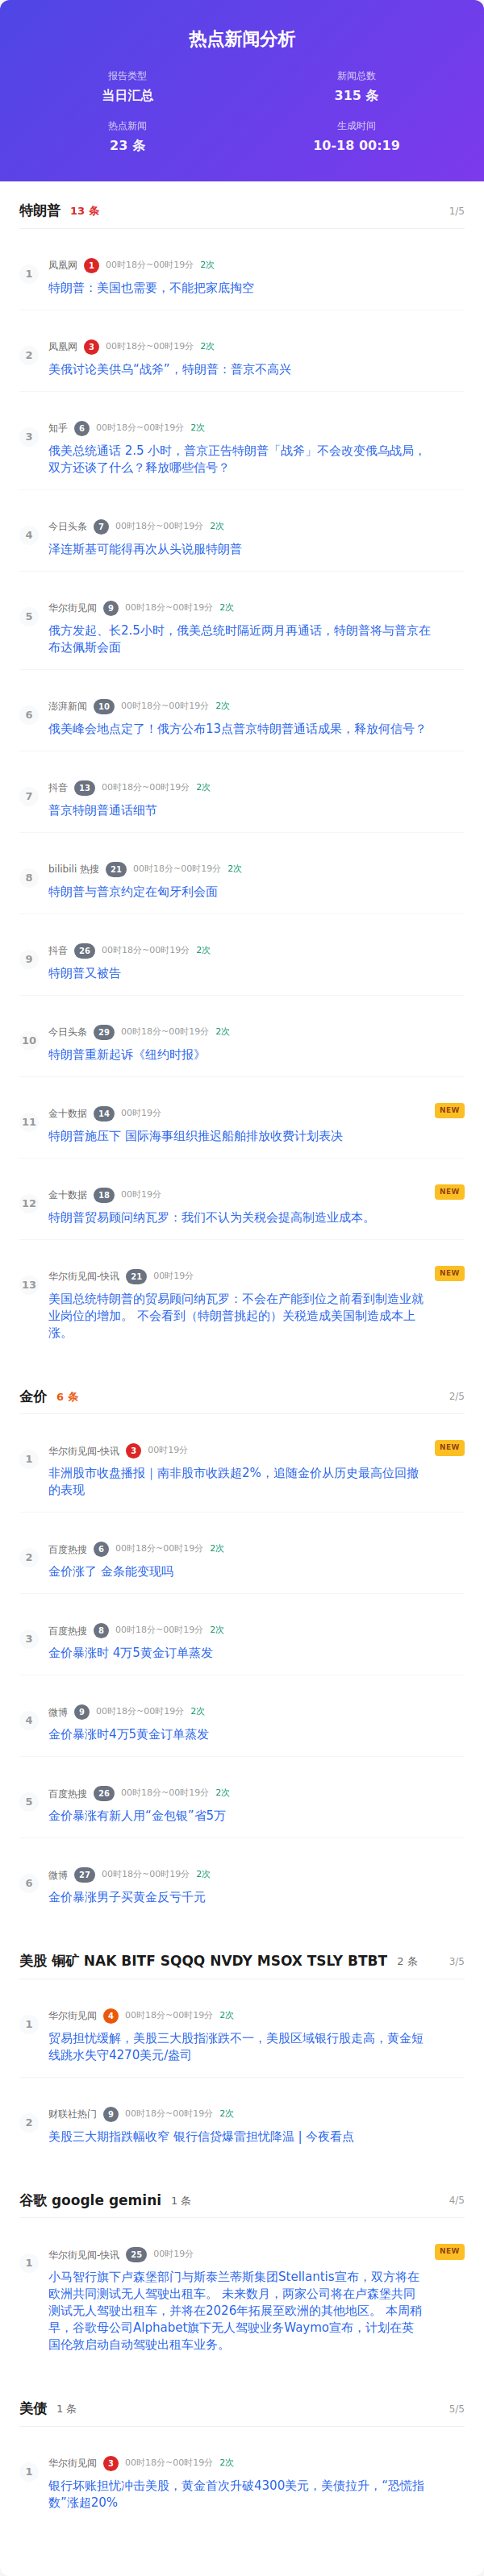 热点新闻分析
报告类型
当日汇总
新闻总数
315 条
热点新闻
23 条
生成时间
10-18 00:19
特朗普 13 条 1/5
1
凤凰网 1 00时18分~00时19分 2次
特朗普：美国也需要，不能把家底掏空
2
凤凰网 3 00时18分~00时19分 2次
美俄讨论美供乌“战斧”，特朗普：普京不高兴
3
知乎 6 00时18分~00时19分 2次
俄美总统通话 2.5 小时，普京正告特朗普「战斧」不会改变俄乌战局，
双方还谈了什么？释放哪些信号？
4
今日头条 7 00时18分~00时19分 2次
泽连斯基可能得再次从头说服特朗普
5
华尔街见闻 9 00时18分~00时19分 2次
俄方发起、长2.5小时，俄美总统时隔近两月再通话，特朗普将与普京在
布达佩斯会面
6
澎湃新闻 10 00时18分~00时19分 2次
俄美峰会地点定了！俄方公布13点普京特朗普通话成果，释放何信号？
7
抖音 13 00时18分~00时19分 2次
普京特朗普通话细节
8
bilibili 热搜 21 00时18分~00时19分 2次
特朗普与普京约定在匈牙利会面
9
抖音 26 00时18分~00时19分 2次
特朗普又被告
10
今日头条 29 00时18分~00时19分 2次
特朗普重新起诉《纽约时报》
11
金十数据 14 00时19分 NEW
特朗普施压下 国际海事组织推迟船舶排放收费计划表决
12
金十数据 18 00时19分 NEW
特朗普贸易顾问纳瓦罗：我们不认为关税会提高制造业成本。
13
华尔街见闻-快讯 21 00时19分 NEW
美国总统特朗普的贸易顾问纳瓦罗：不会在产能到位之前看到制造业就
业岗位的增加。 不会看到（特朗普挑起的）关税造成美国制造成本上
涨。
金价 6 条 2/5
1
华尔街见闻-快讯 3 00时19分 NEW
非洲股市收盘播报｜南非股市收跌超2%，追随金价从历史最高位回撤
的表现
2
百度热搜 6 00时18分~00时19分 2次
金价涨了 金条能变现吗
3
百度热搜 8 00时18分~00时19分 2次
金价暴涨时 4万5黄金订单蒸发
4
微博 9 00时18分~00时19分 2次
金价暴涨时4万5黄金订单蒸发
5
百度热搜 26 00时18分~00时19分 2次
金价暴涨有新人用“金包银”省5万
6
微博 27 00时18分~00时19分 2次
金价暴涨男子买黄金反亏千元
美股 铜矿 NAK BITF SQQQ NVDY MSOX TSLY BTBT 2 条 3/5
1
华尔街见闻 4 00时18分~00时19分 2次
贸易担忧缓解，美股三大股指涨跌不一，美股区域银行股走高，黄金短
线跳水失守4270美元/盎司
2
财联社热门 9 00时18分~00时19分 2次
美股三大期指跌幅收窄 银行信贷爆雷担忧降温 | 今夜看点
谷歌 google gemini 1 条 4/5
1
华尔街见闻-快讯 25 00时19分 NEW
小马智行旗下卢森堡部门与斯泰兰蒂斯集团Stellantis宣布，双方将在
欧洲共同测试无人驾驶出租车。 未来数月，两家公司将在卢森堡共同
测试无人驾驶出租车，并将在2026年拓展至欧洲的其他地区。 本周稍
早，谷歌母公司Alphabet旗下无人驾驶业务Waymo宣布，计划在英
国伦敦启动自动驾驶出租车业务。
美债 1 条 5/5
1
华尔街见闻 3 00时18分~00时19分 2次
银行坏账担忧冲击美股，黄金首次升破4300美元，美债拉升，“恐慌指
数”涨超20%